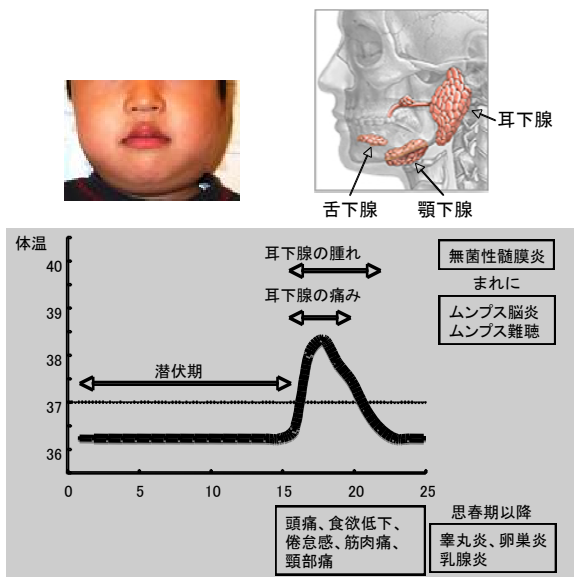 耳下腺
舌下腺
顎下腺
体温
40
39
38
37
36
耳下腺の腫れ
耳下腺の痛み
潜伏期
無菌性髄膜炎
まれに
ムンプス脳炎
ムンプス難聴
0 5 10 15 20 25
頭痛、食欲低下、
倦怠感、筋肉痛、
頸部痛
思春期以降
睾丸炎、卵巣炎
乳腺炎